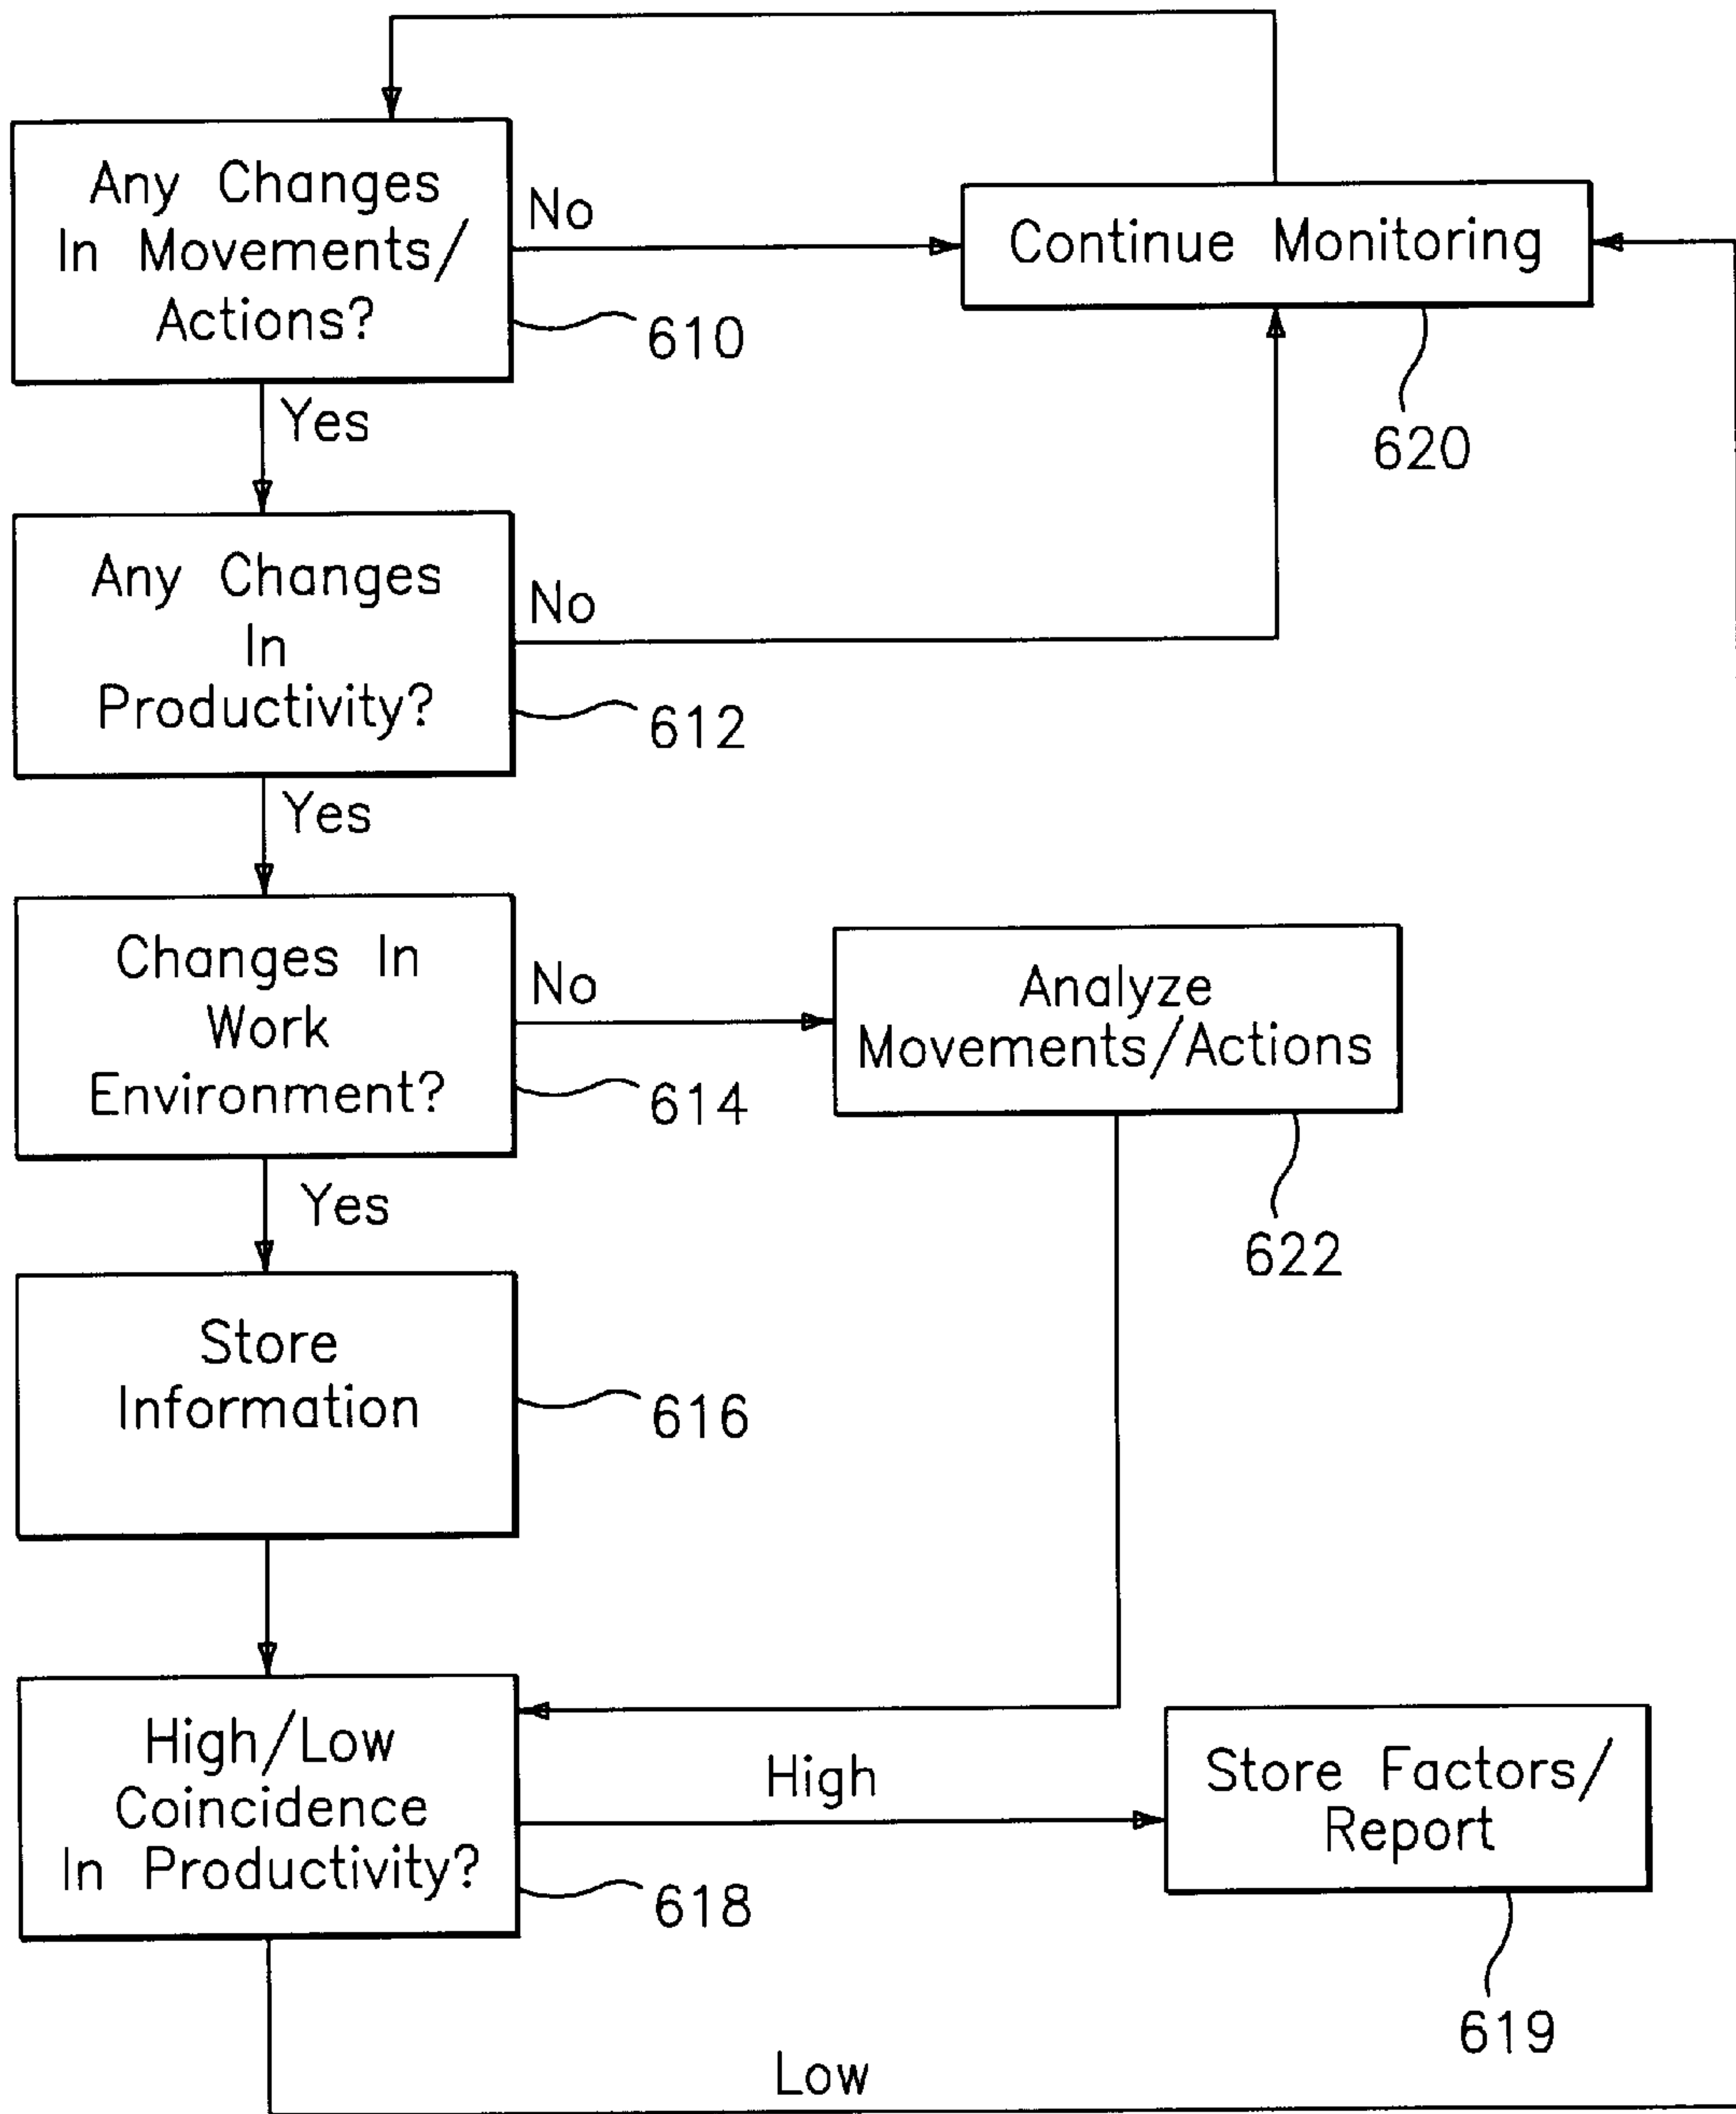 Any Changes
In Movements/
Actions?
No
Continue Monitoring
610
620
Yes
Any Changes
In
Productivity?
No
612
Yes
Changes In
Work
Environment?
No
Analyze
Movements/Actions
614
622
Yes
Store
Information
616
High/Low
Coincidence
In Productivity?
High
Store Factors/
Report
618
619
Low